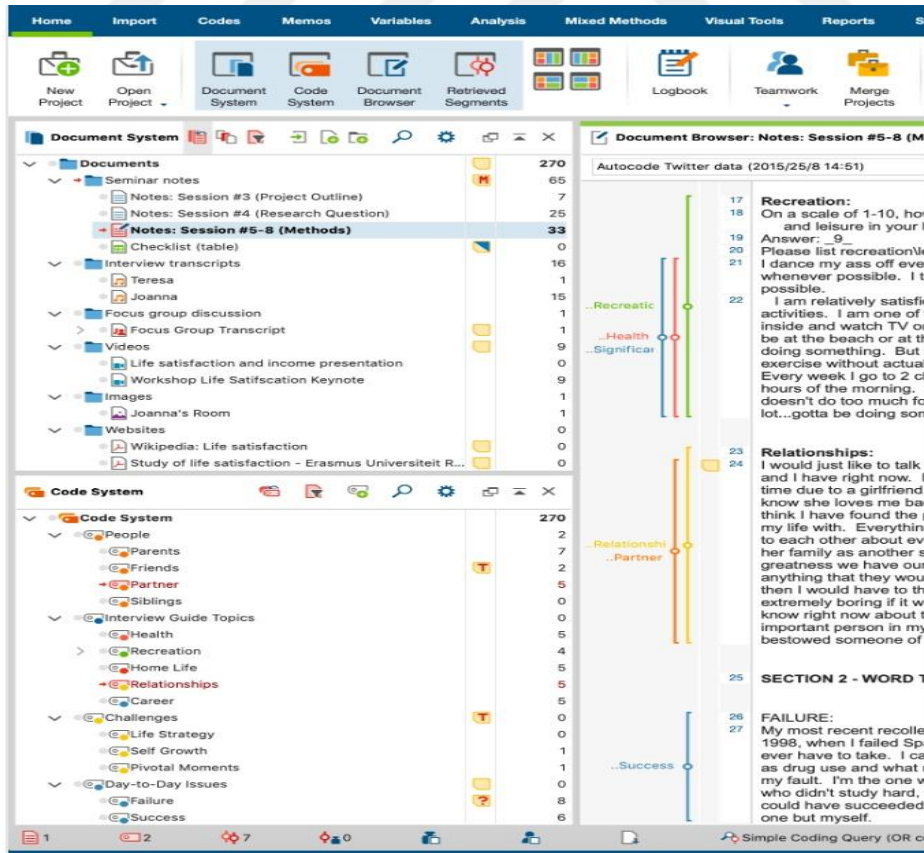 Home Import Codes Memos Variables Analysis Mixed Methods Visual Tools Reports S
New Project
Open Project
Document System
Code System
Document Browser
Retrieved Segments
Logbook
Teamwork
Merge Projects
Document System
Documents 270
Seminar notes M 65
Notes: Session #3 (Project Outline) 7
Notes: Session #4 (Research Question) 25
Notes: Session #5-8 (Methods) 33
Checklist (table) 0
Interview transcripts 16
Teresa 1
Joanna 15
Focus group discussion 1
Focus Group Transcript 1
Videos 9
Life satisfaction and income presentation 0
Workshop Life Satifscation Keynote 9
Images 1
Joanna's Room 1
Websites 0
Wikipedia: Life satisfaction 0
Study of life satisfaction - Erasmus Universiteit R... 0
Code System
Code System 270
People 2
Parents 7
Friends T 2
Partner 5
Siblings 0
Interview Guide Topics 0
Health 5
Recreation 4
Home Life 5
Relationships 5
Career 5
Challenges T 0
Life Strategy 0
Self Growth 1
Pivotal Moments 1
Day-to-Day Issues 0
Failure ? 8
Success 6
Document Browser: Notes: Session #5-8 (M
Autocode Twitter data (2015/25/8 14:51)
..Recreatic
..Health
..Significar
..Relationshi
..Partner
..Success
17 Recreation:
18 On a scale of 1-10, ho
and leisure in your
19 Answer: _9_
20 Please list recreation\le
21 I dance my ass off eve
whenever possible. I t
possible.
22 I am relatively satisfi
activities. I am one of
inside and watch TV o
be at the beach or at t
doing something. But
exercise without actua
Every week I go to 2 c
hours of the morning.
doesn't do too much fo
lot...gotta be doing son
23 Relationships:
24 I would just like to talk
and I have right now. I
time due to a girlfriend
know she loves me ba
think I have found the
my life with. Everythin
to each other about ev
her family as another s
greatness we have our
anything that they wou
then I would have to th
extremely boring if it w
know right now about t
important person in my
bestowed someone of
25 SECTION 2 - WORD T
26 FAILURE:
27 My most recent recolle
1998, when I failed Spa
ever have to take. I ca
as drug use and what
my fault. I'm the one w
who didn't study hard,
could have succeeded
one but myself.
1 2 7 0 Simple Coding Query (OR c